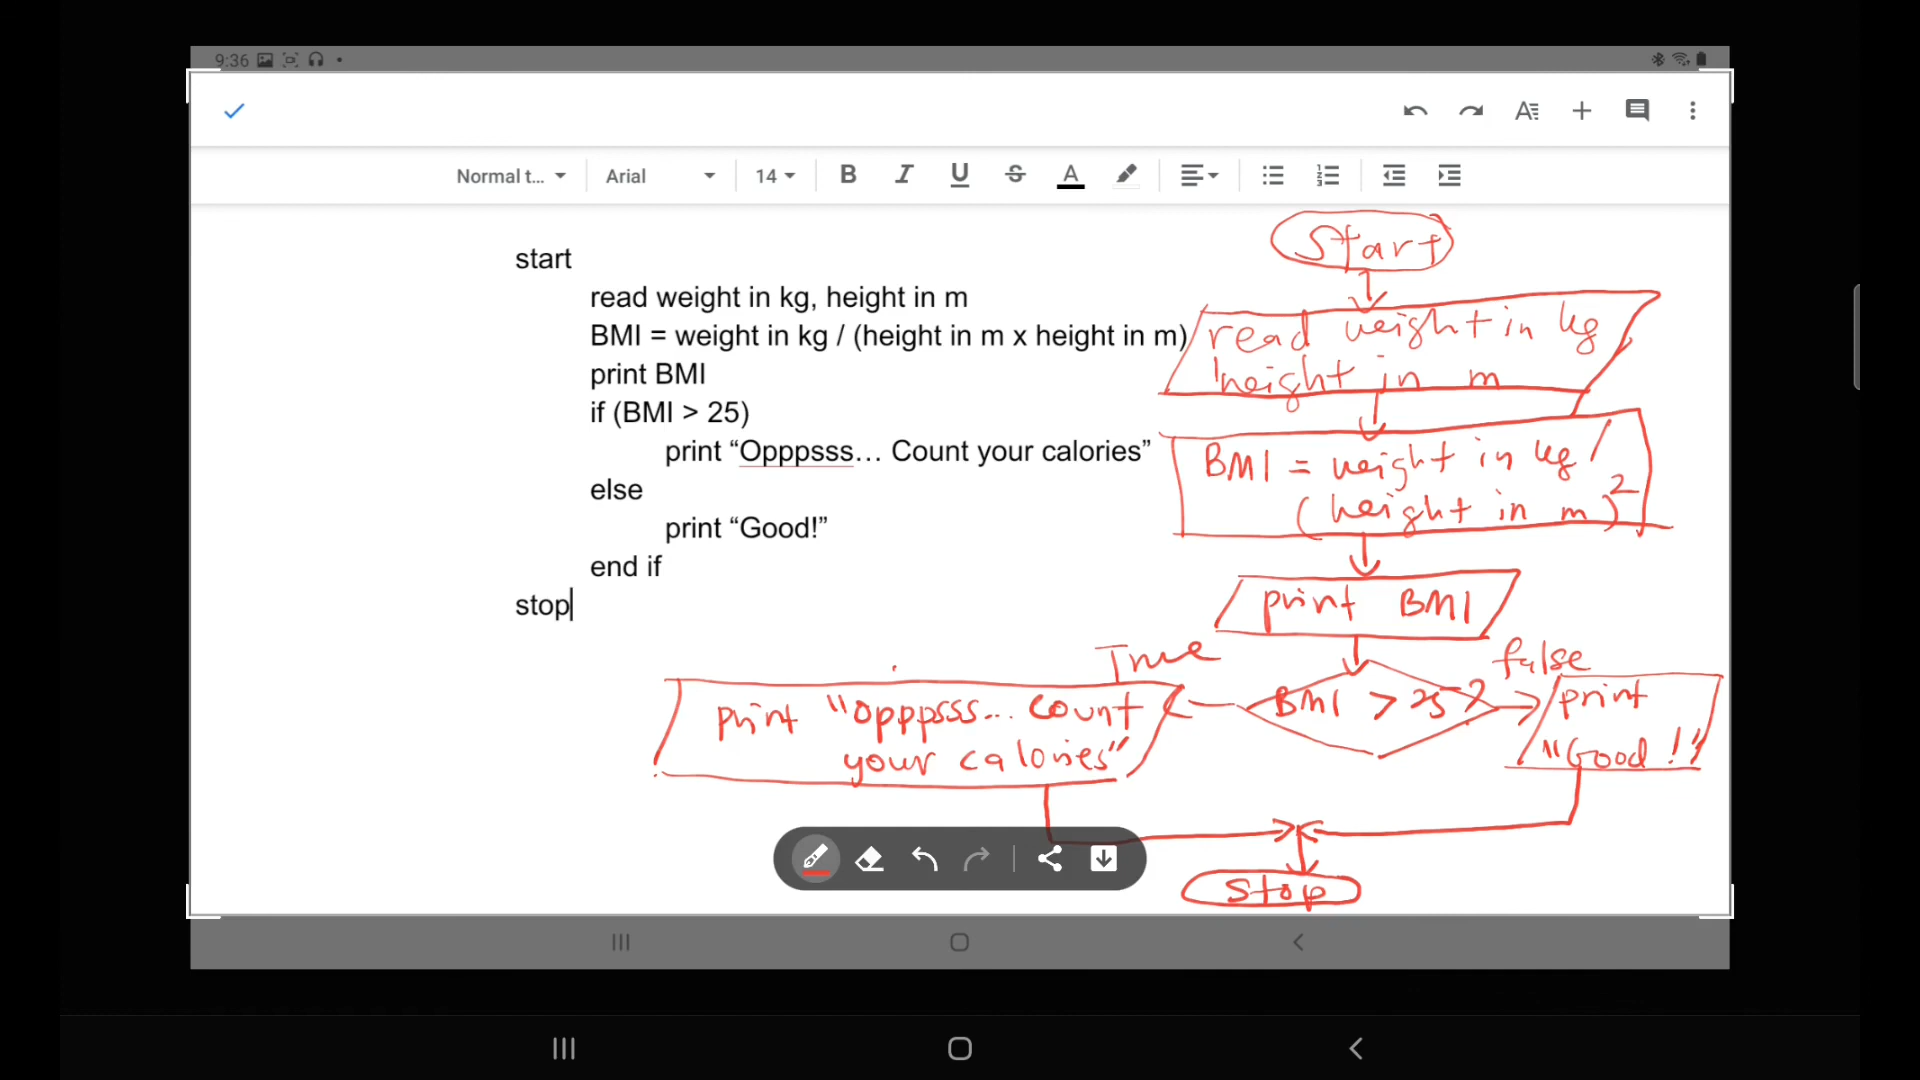 9:36
Normal t...
Arial
14
B I U S A
start
read weight in kg, height in m
BMI = weight in kg / (height in m x height in m)
print BMI
if (BMI > 25)
print “Opppsss… Count your calories”
else
print “Good!”
end if
stop
Start
read weight in kg
height in m
BMI = weight in kg /
(height in m)²
print BMI
BMI > 25?
True
print "Opppsss... Count
your calories"
false
print
"Good!"
stop